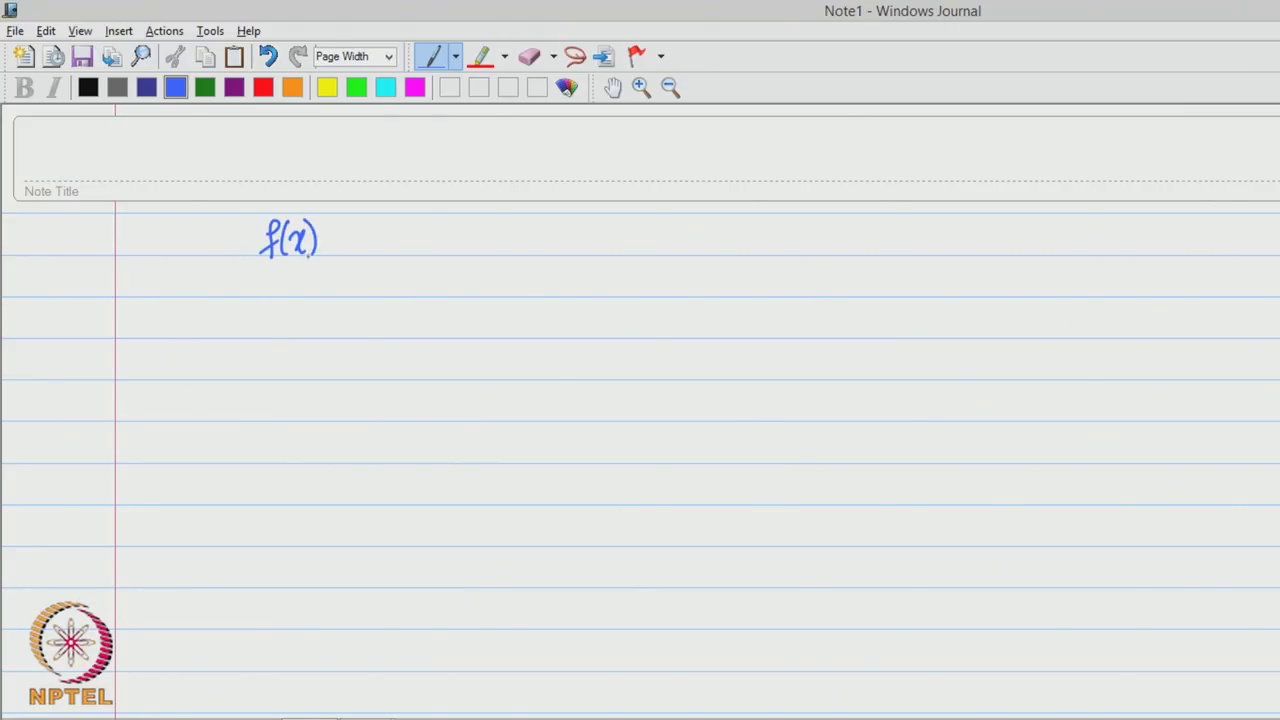 Note1 - Windows Journal
File Edit View Insert Actions Tools Help
Page Width
B I
Note Title
f(x)
NPTEL